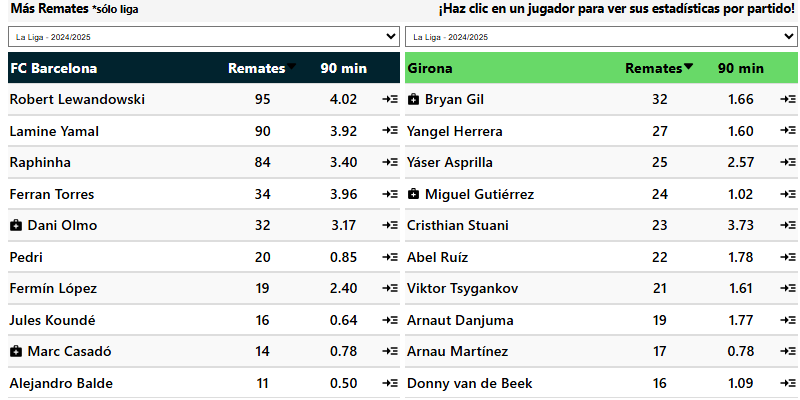 Más Remates *sólo liga
¡Haz clic en un jugador para ver sus estadísticas por partido!
La Liga - 2024/2025
La Liga - 2024/2025
FC Barcelona Remates 90 min
Robert Lewandowski 95 4.02
Lamine Yamal 90 3.92
Raphinha 84 3.40
Ferran Torres 34 3.96
Dani Olmo 32 3.17
Pedri 20 0.85
Fermín López 19 2.40
Jules Koundé 16 0.64
Marc Casadó 14 0.78
Alejandro Balde 11 0.50
Girona Remates 90 min
Bryan Gil 32 1.66
Yangel Herrera 27 1.60
Yáser Asprilla 25 2.57
Miguel Gutiérrez 24 1.02
Cristhian Stuani 23 3.73
Abel Ruíz 22 1.78
Viktor Tsygankov 21 1.61
Arnaut Danjuma 19 1.77
Arnau Martínez 17 0.78
Donny van de Beek 16 1.09